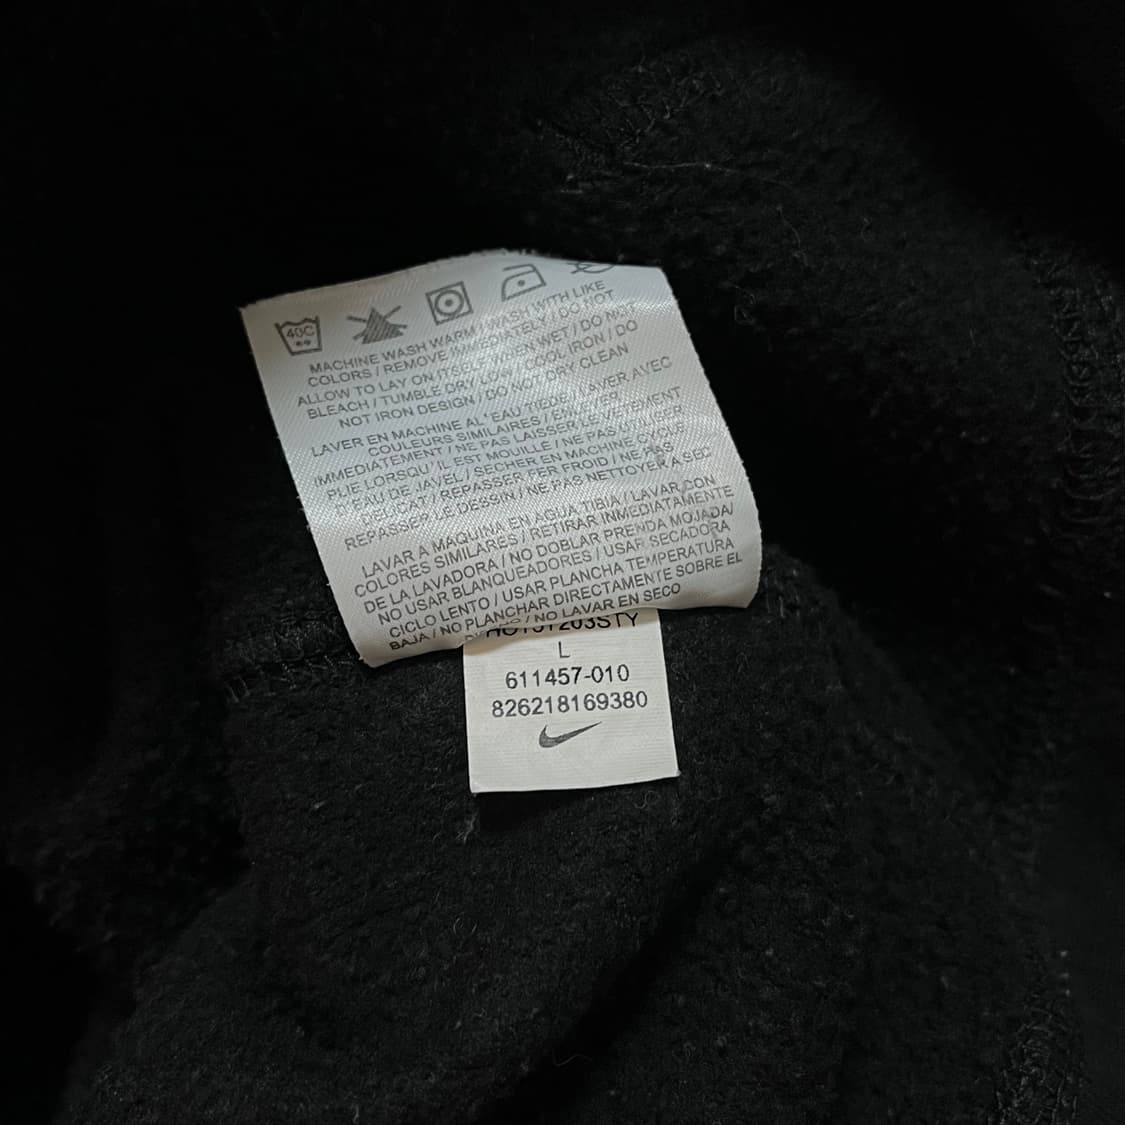 40C
MACHINE WASH WARM / WASH WITH LIKE
COLORS / REMOVE IMMEDIATELY / DO NOT
ALLOW TO LAY ON ITSELF WHEN WET / DO NOT
BLEACH / TUMBLE DRY LOW / COOL IRON / DO
NOT IRON DESIGN / DO NOT DRY CLEAN
LAVER EN MACHINE AL'EAU TIEDE / LAVER AVEC
COULEURS SIMILAIRES / ENLEVER
IMMEDIATEMENT / NE PAS LAISSER LE VETEMENT
PLIE LORSQU'IL EST MOUILLE / NE PAS UTILISER
D'EAU DE JAVEL / SECHER EN MACHINE CYCLE
DELICAT / REPASSER FER FROID / NE PAS
REPASSER LE DESSIN / NE PAS NETTOYER A SEC
LAVAR A MAQUINA EN AGUA TIBIA / LAVAR CON
COLORES SIMILARES / RETIRAR INMEDIATAMENTE
DE LA LAVADORA / NO DOBLAR PRENDA MOJADA/
NO USAR BLANQUEADORES / USAR SECADORA
CICLO LENTO / USAR PLANCHA TEMPERATURA
BAJA / NO PLANCHAR DIRECTAMENTE SOBRE EL
/ NO LAVAR EN SECO
L
611457-010
826218169380